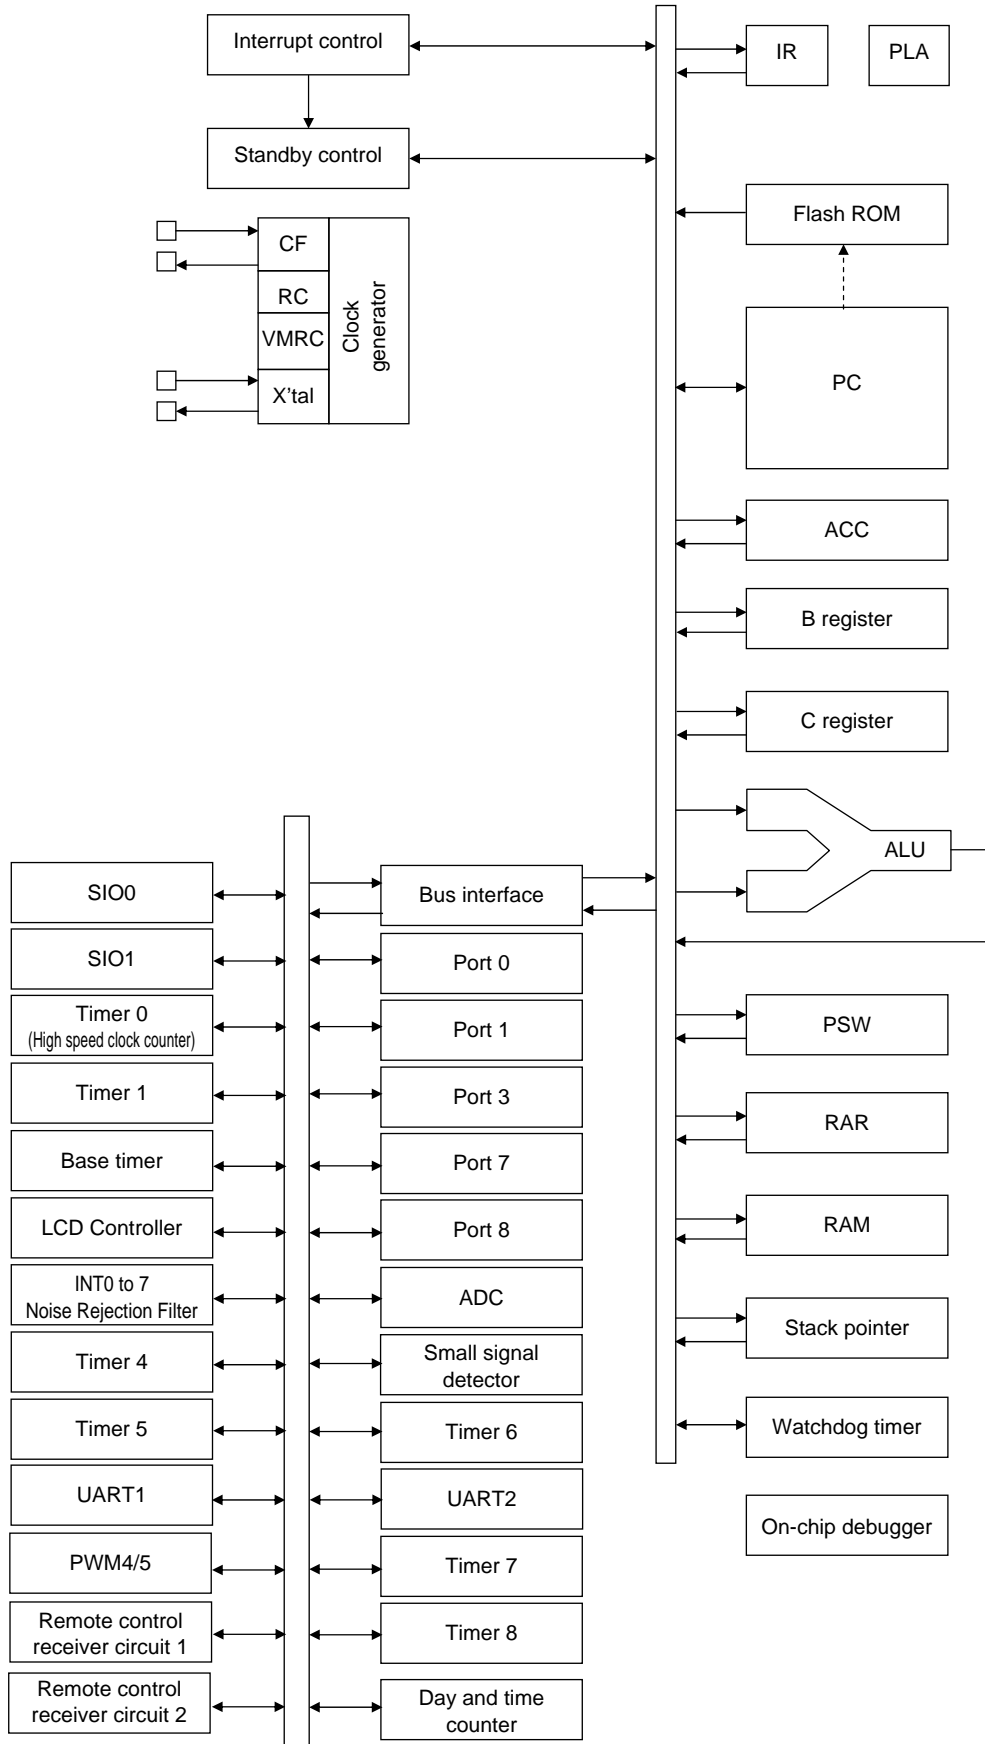 Interrupt control
IR
PLA
Standby control
Flash ROM
CF
RC
VMRC
X'tal
Clock
generator
PC
ACC
B register
C register
ALU
SIO0
Bus interface
SIO1
Port 0
Timer 0
(High speed clock counter)
Port 1
PSW
Timer 1
Port 3
RAR
Base timer
Port 7
LCD Controller
Port 8
RAM
INT0 to 7
Noise Rejection Filter
ADC
Stack pointer
Timer 4
Small signal
detector
Timer 5
Timer 6
Watchdog timer
UART1
UART2
On-chip debugger
PWM4/5
Timer 7
Remote control
receiver circuit 1
Timer 8
Remote control
receiver circuit 2
Day and time
counter